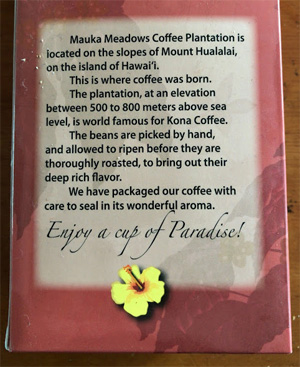 Mauka Meadows Coffee Plantation is
located on the slopes of Mount Hualalai,
on the island of Hawai‘i.
This is where coffee was born.
The plantation, at an elevation
between 500 to 800 meters above sea
level, is world famous for Kona Coffee.
The beans are picked by hand,
and allowed to ripen before they are
thoroughly roasted, to bring out their
deep rich flavor.
We have packaged our coffee with
care to seal in its wonderful aroma.
Enjoy a cup of Paradise!